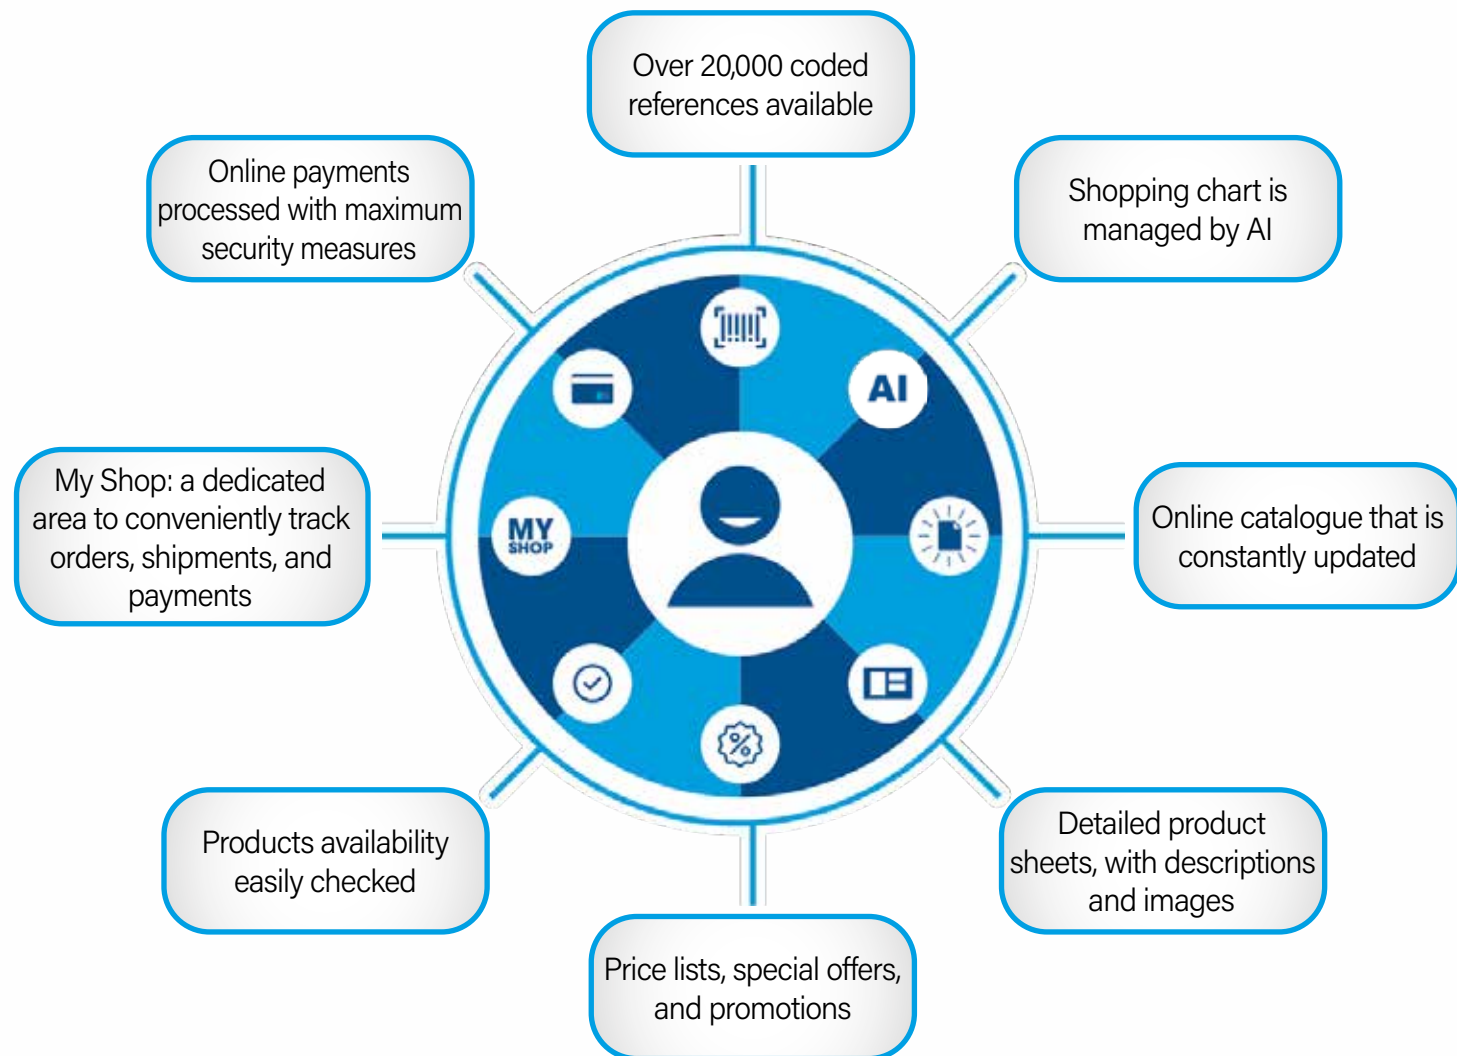 Over 20,000 coded
references available
Online payments
processed with maximum
security measures
Shopping chart is
managed by AI
AI
My Shop: a dedicated
area to conveniently track
orders, shipments, and
payments
MY
SHOP
Online catalogue that is
constantly updated
Products availability
easily checked
Detailed product
sheets, with descriptions
and images
Price lists, special offers,
and promotions